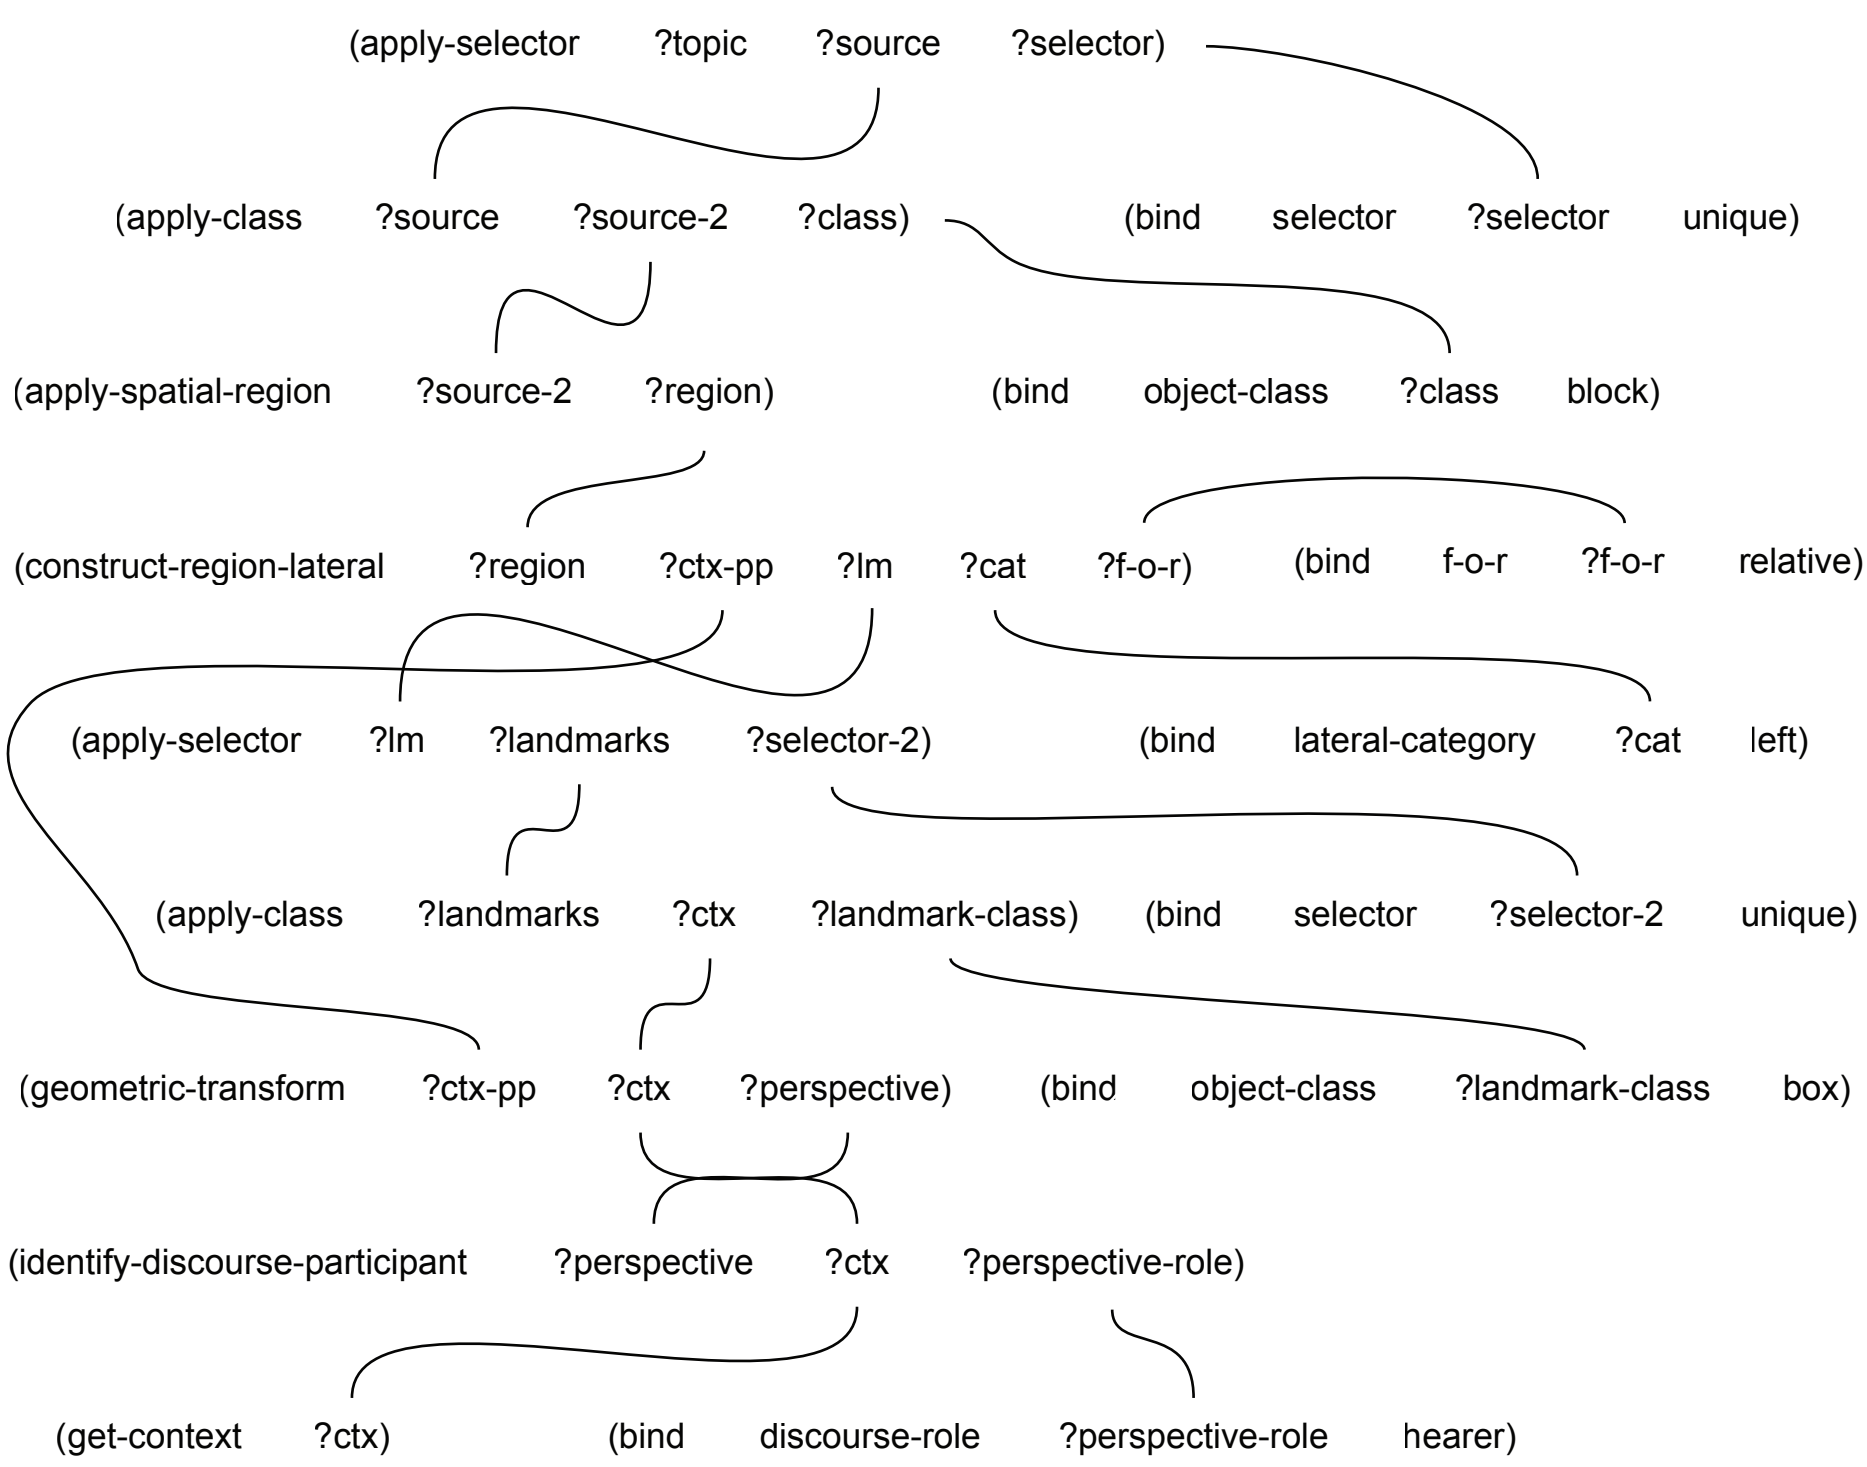 (apply-selector ?topic ?source ?selector)
(apply-class ?source ?source-2 ?class) (bind selector ?selector unique)
(apply-spatial-region ?source-2 ?region) (bind object-class ?class block)
(construct-region-lateral ?region ?ctx-pp ?lm ?cat ?f-o-r) (bind f-o-r ?f-o-r relative)
(apply-selector ?lm ?landmarks ?selector-2) (bind lateral-category ?cat left)
(apply-class ?landmarks ?ctx ?landmark-class) (bind selector ?selector-2 unique)
(geometric-transform ?ctx-pp ?ctx ?perspective) (bind object-class ?landmark-class box)
(identify-discourse-participant ?perspective ?ctx ?perspective-role)
(get-context ?ctx) (bind discourse-role ?perspective-role hearer)